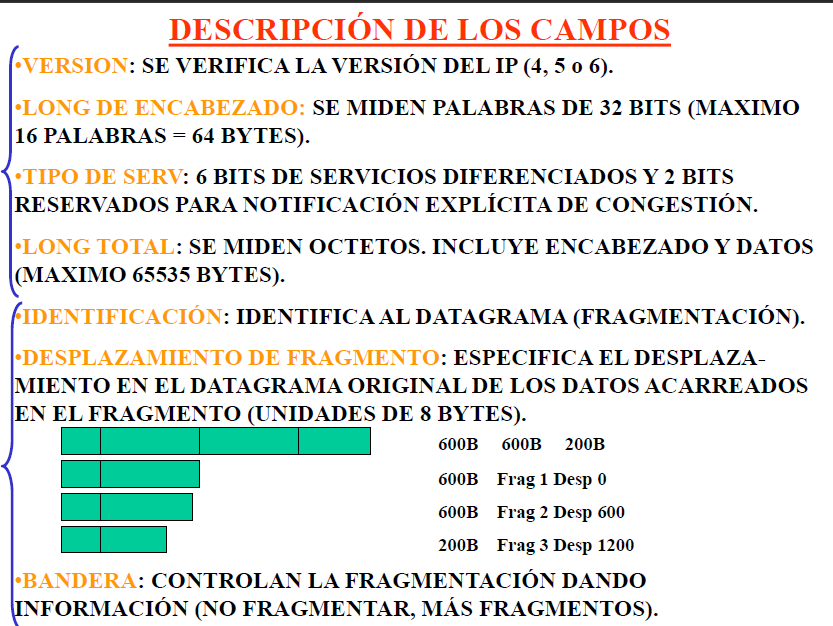 DESCRIPCIÓN DE LOS CAMPOS
•VERSION: SE VERIFICA LA VERSIÓN DEL IP (4, 5 o 6).
•LONG DE ENCABEZADO: SE MIDEN PALABRAS DE 32 BITS (MAXIMO
16 PALABRAS = 64 BYTES).
•TIPO DE SERV: 6 BITS DE SERVICIOS DIFERENCIADOS Y 2 BITS
RESERVADOS PARA NOTIFICACIÓN EXPLÍCITA DE CONGESTIÓN.
•LONG TOTAL: SE MIDEN OCTETOS. INCLUYE ENCABEZADO Y DATOS
(MAXIMO 65535 BYTES).
•IDENTIFICACIÓN: IDENTIFICA AL DATAGRAMA (FRAGMENTACIÓN).
•DESPLAZAMIENTO DE FRAGMENTO: ESPECIFICA EL DESPLAZA-
MIENTO EN EL DATAGRAMA ORIGINAL DE LOS DATOS ACARREADOS
EN EL FRAGMENTO (UNIDADES DE 8 BYTES).
600B 600B 200B
600B Frag 1 Desp 0
600B Frag 2 Desp 600
200B Frag 3 Desp 1200
•BANDERA: CONTROLAN LA FRAGMENTACIÓN DANDO
INFORMACIÓN (NO FRAGMENTAR, MÁS FRAGMENTOS).